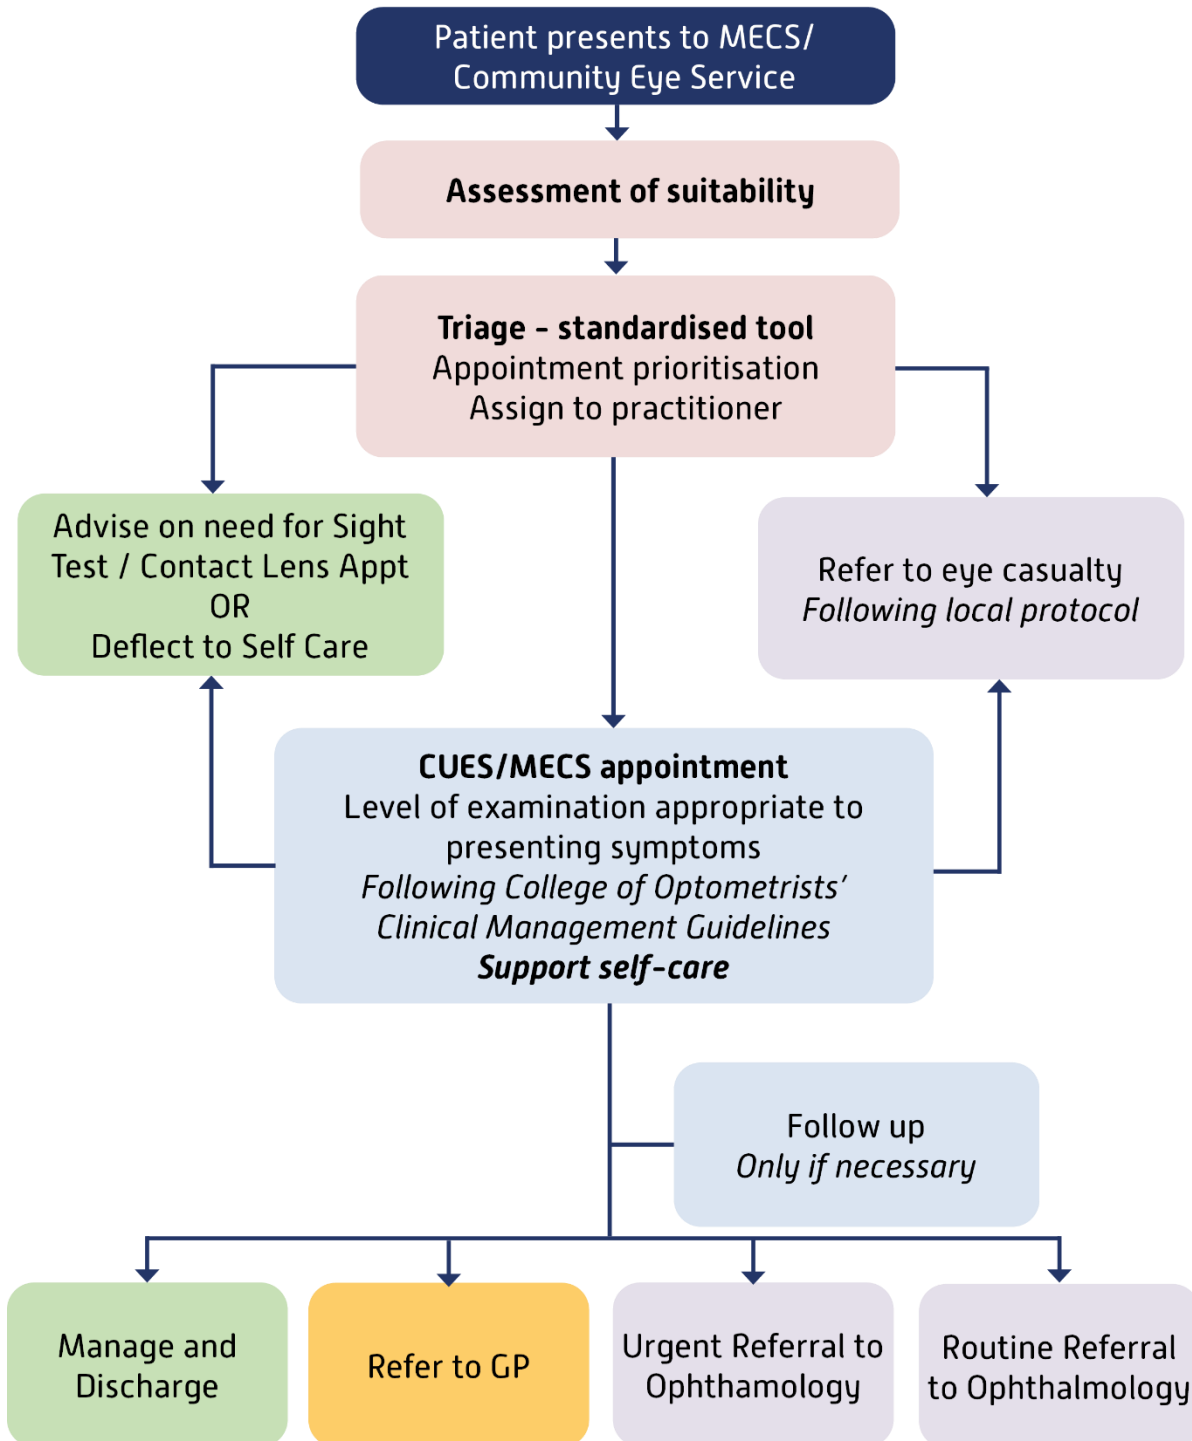 Patient presents to MECS/
Community Eye Service
Assessment of suitability
Triage - standardised tool
Appointment prioritisation
Assign to practitioner
Advise on need for Sight
Test / Contact Lens Appt
OR
Deflect to Self Care
Refer to eye casualty
Following local protocol
CUES/MECS appointment
Level of examination appropriate to
presenting symptoms
Following College of Optometrists’
Clinical Management Guidelines
Support self-care
Follow up
Only if necessary
Manage and
Discharge
Refer to GP
Urgent Referral to
Ophthamology
Routine Referral
to Ophthalmology